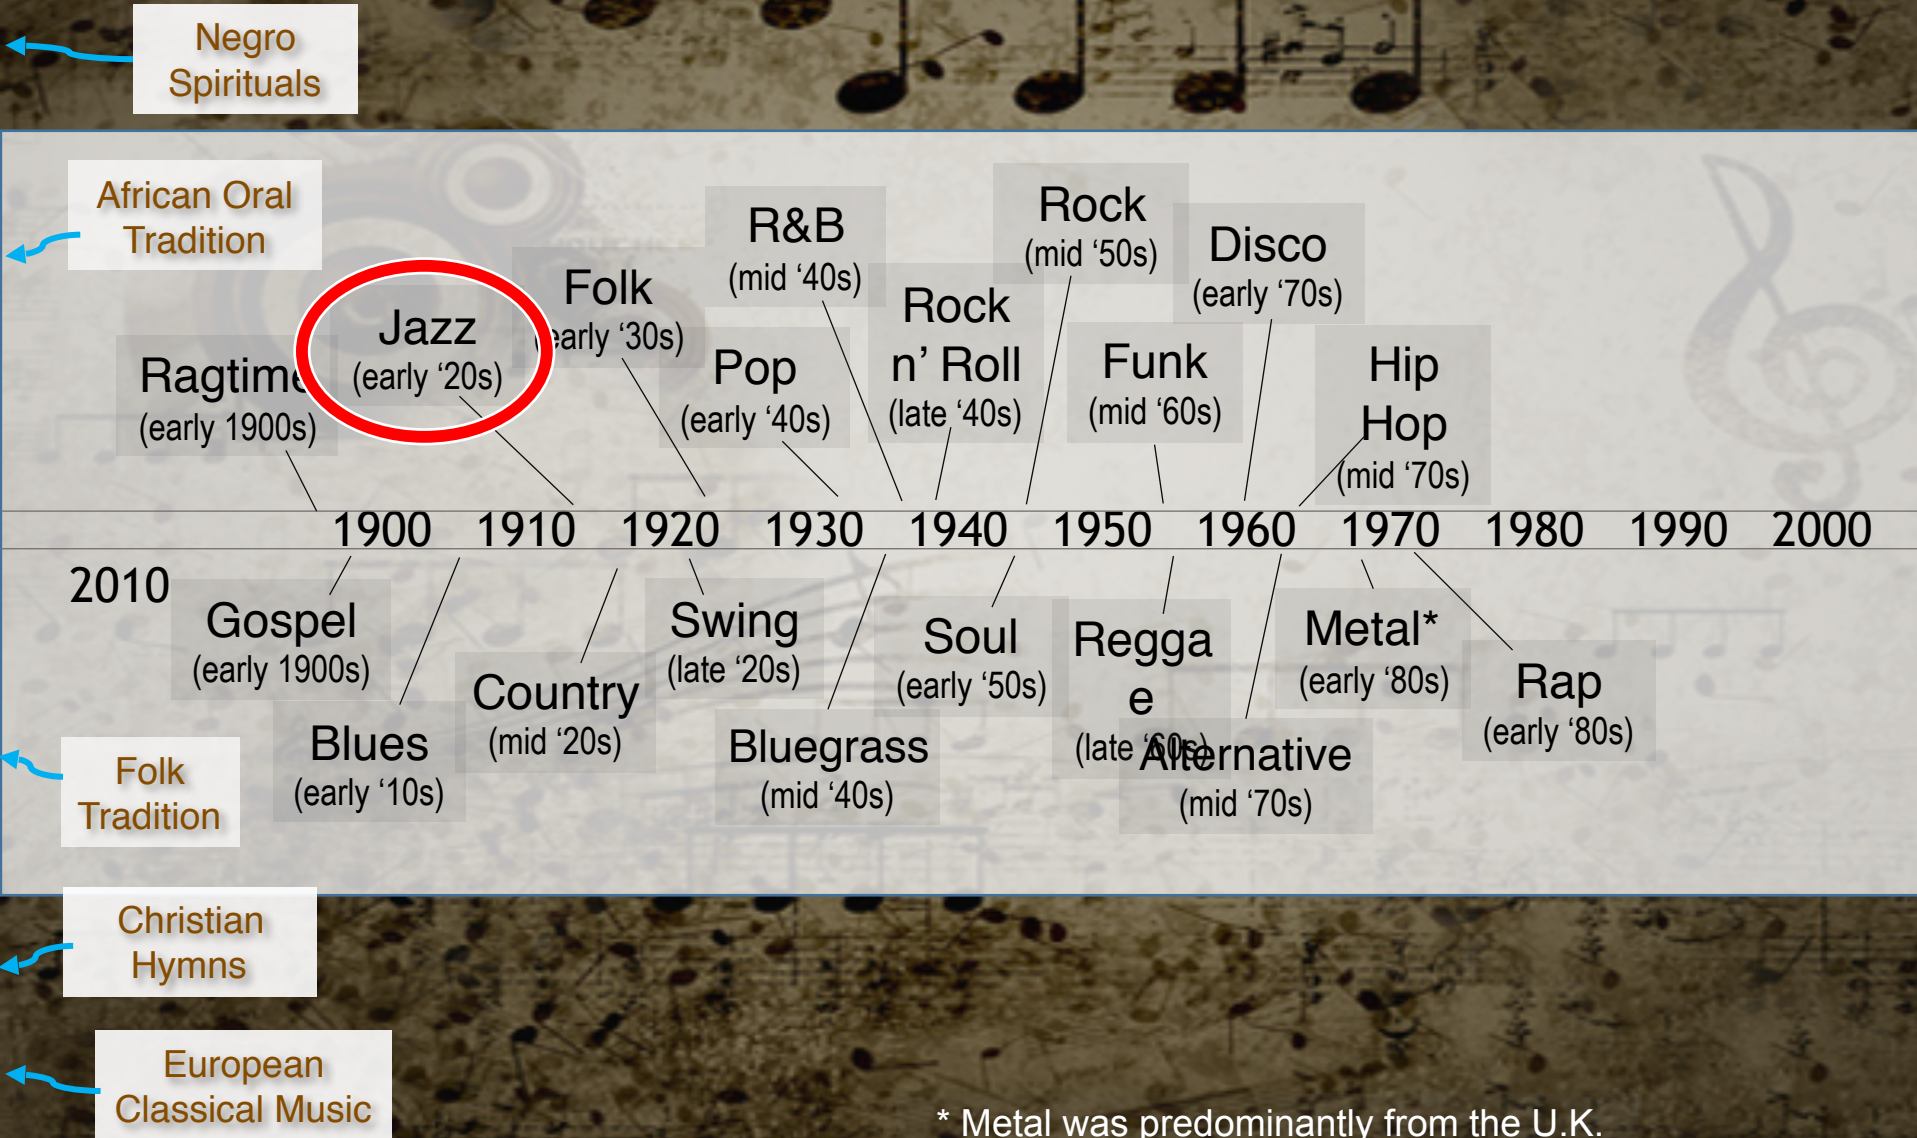 Negro
Spirituals
African Oral
Tradition
Ragtime
(early 1900s)
Jazz
(early ‘20s)
Folk
(early ‘30s)
R&B
(mid ‘40s)
Pop
(early ‘40s)
Rock
n’ Roll
(late ‘40s)
Rock
(mid ‘50s)
Funk
(mid ‘60s)
Disco
(early ‘70s)
Hip
Hop
(mid ‘70s)
1900 1910 1920 1930 1940 1950 1960 1970 1980 1990 2000
2010
Gospel
(early 1900s)
Blues
(early ‘10s)
Country
(mid ‘20s)
Swing
(late ‘20s)
Bluegrass
(mid ‘40s)
Soul
(early ‘50s)
Regga
e
(late ‘60s)
Alternative
(mid ‘70s)
Metal*
(early ‘80s)
Rap
(early ‘80s)
Folk
Tradition
Christian
Hymns
European
Classical Music
* Metal was predominantly from the U.K.